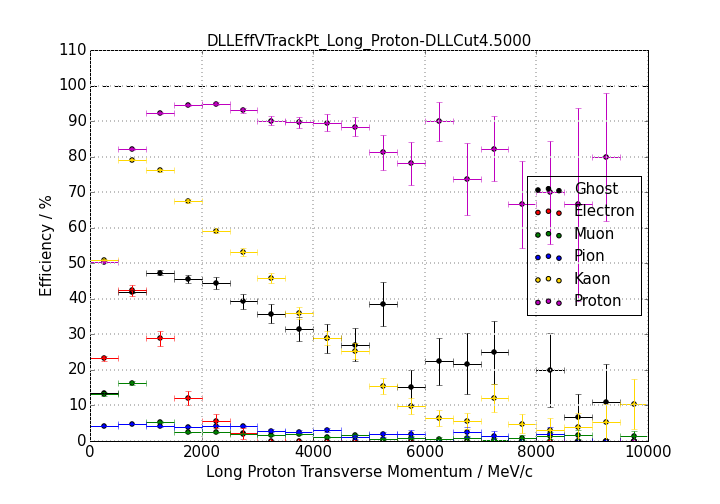 DLLEffVTrackPt_Long_Proton-DLLCut4.5000
110
100
90
80
70
60
50
40
30
20
10
0
Efficiency / %
Ghost
Electron
Muon
Pion
Kaon
Proton
0 2000 4000 6000 8000 10000
Long Proton Transverse Momentum / MeV/c